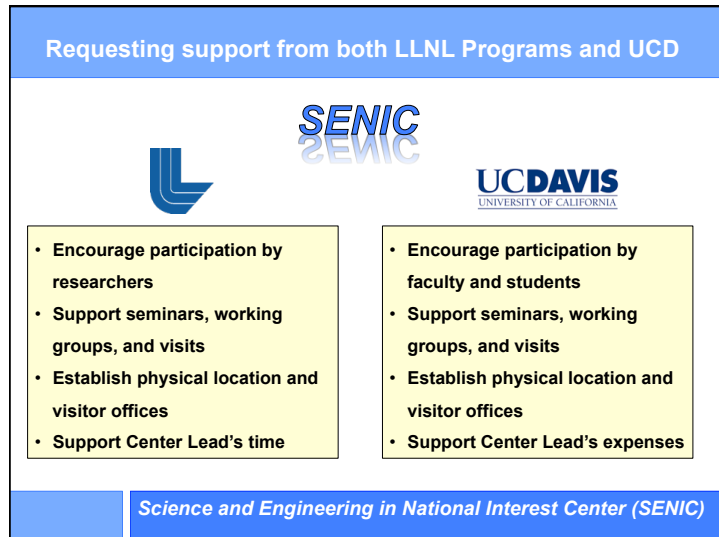 Requesting support from both LLNL Programs and UCD
SENIC
UCDAVIS
UNIVERSITY OF CALIFORNIA
• Encourage participation by
researchers
• Support seminars, working
groups, and visits
• Establish physical location and
visitor offices
• Support Center Lead's time
• Encourage participation by
faculty and students
• Support seminars, working
groups, and visits
• Establish physical location and
visitor offices
• Support Center Lead's expenses
Science and Engineering in National Interest Center (SENIC)